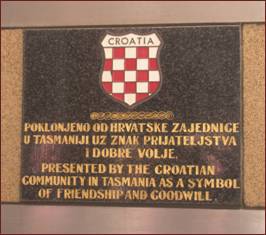 CROATIA
POKLONJENO OD HRVATSKE ZAJEDNICE
U TASMANIJI UZ ZNAK PRIJATELJSTVA
I DOBRE VOLJE.
PRESENTED BY THE CROATIAN
COMMUNITY IN TASMANIA AS A SYMBOL
OF FRIENDSHIP AND GOODWILL